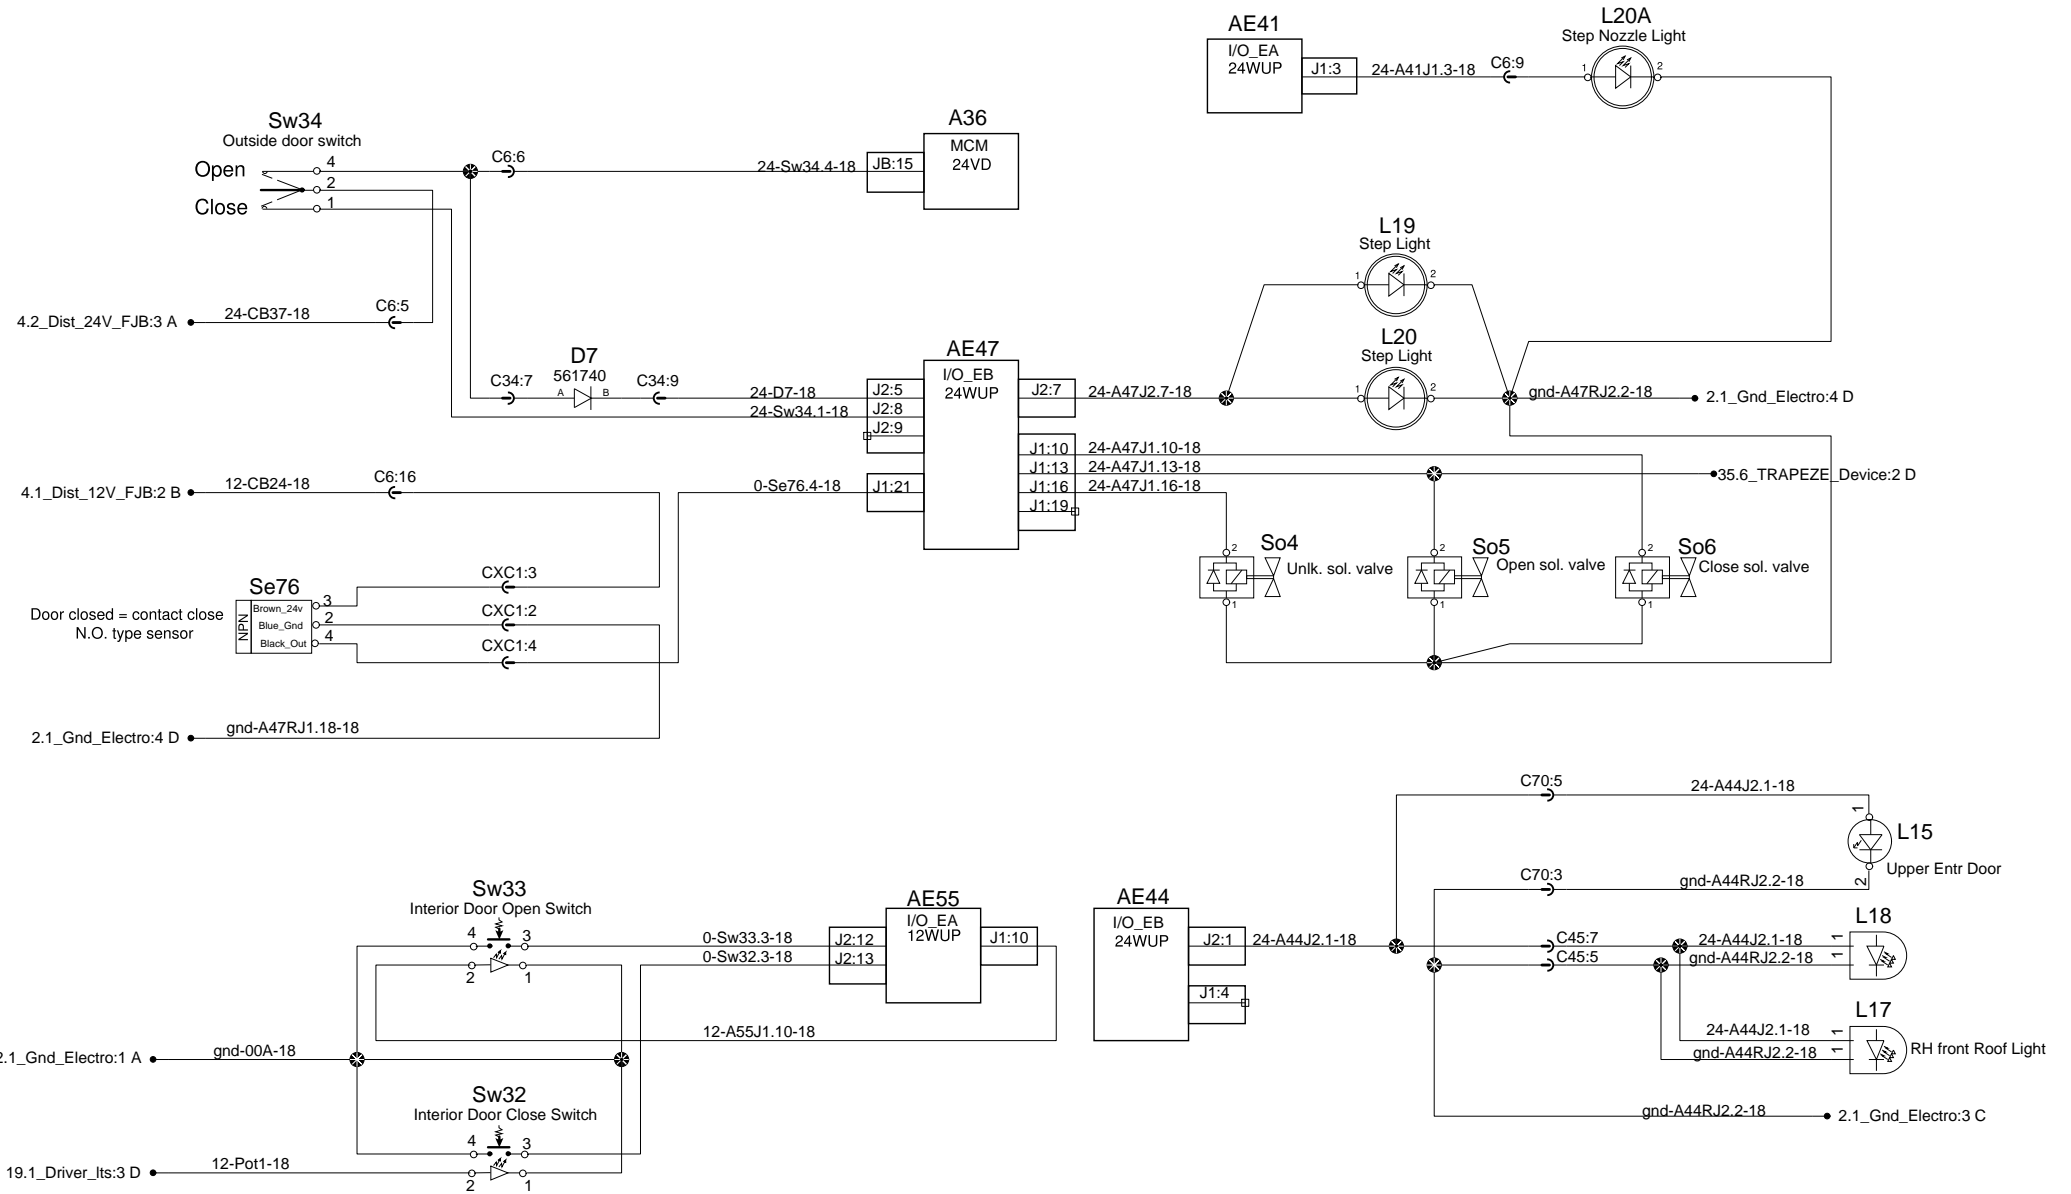 AE41
I/O_EA
24WUP
J1:3
24-A41J1.3-18
C6:9
L20A
Step Nozzle Light
1
2
Sw34
Outside door switch
Open
Close
4
2
1
C6:6
24-Sw34.4-18
A36
MCM
24VD
JB:15
4.2_Dist_24V_FJB:3 A
24-CB37-18
C6:5
L19
Step Light
1
2
L20
Step Light
1
2
D7
561740
C34:7
A
B
C34:9
24-D7-18
24-Sw34.1-18
AE47
I/O_EB
24WUP
J2:5
J2:8
J2:9
J2:7
24-A47J2.7-18
gnd-A47RJ2.2-18
2.1_Gnd_Electro:4 D
J1:10
J1:13
J1:16
J1:19
24-A47J1.10-18
24-A47J1.13-18
24-A47J1.16-18
35.6_TRAPEZE_Device:2 D
4.1_Dist_12V_FJB:2 B
12-CB24-18
C6:16
0-Se76.4-18
J1:21
2
So4
Unlk. sol. valve
1
2
So5
Open sol. valve
1
2
So6
Close sol. valve
1
Se76
Door closed = contact close
N.O. type sensor
NPN
Brown_24v
Blue_Gnd
Black_Out
3
2
4
CXC1:3
CXC1:2
CXC1:4
2.1_Gnd_Electro:4 D
gnd-A47RJ1.18-18
C70:5
24-A44J2.1-18
1
L15
Upper Entr Door
2
C70:3
gnd-A44RJ2.2-18
Sw33
Interior Door Open Switch
4
3
2
1
0-Sw33.3-18
0-Sw32.3-18
AE55
I/O_EA
12WUP
J2:12
J2:13
J1:10
12-A55J1.10-18
AE44
I/O_EB
24WUP
J2:1
J1:4
24-A44J2.1-18
C45:7
C45:5
24-A44J2.1-18
gnd-A44RJ2.2-18
1
1
L18
L17
24-A44J2.1-18
gnd-A44RJ2.2-18
1
1
RH front Roof Light
2.1_Gnd_Electro:1 A
gnd-00A-18
Sw32
Interior Door Close Switch
4
3
2
1
19.1_Driver_lts:3 D
12-Pot1-18
gnd-A44RJ2.2-18
2.1_Gnd_Electro:3 C